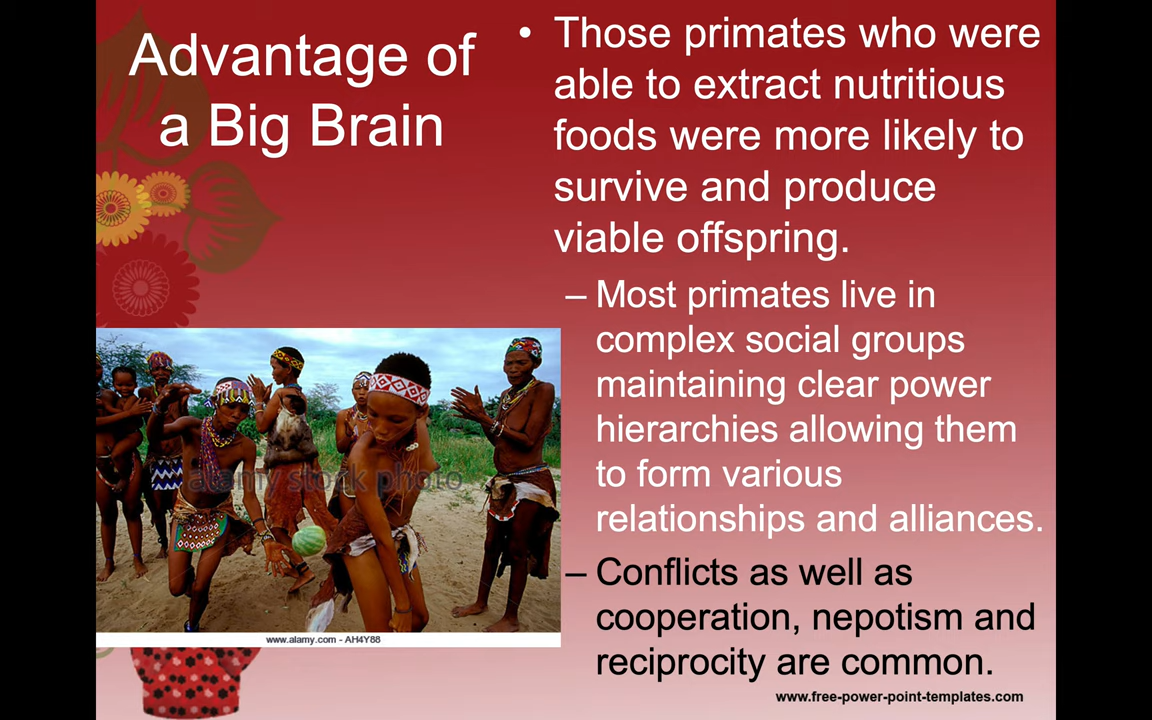 Advantage of
a Big Brain
• Those primates who were
able to extract nutritious
foods were more likely to
survive and produce
viable offspring.
– Most primates live in
complex social groups
maintaining clear power
hierarchies allowing them
to form various
relationships and alliances.
– Conflicts as well as
cooperation, nepotism and
reciprocity are common.
alamy stock photo
www.alamy.com - AH4Y88
www.free-power-point-templates.com